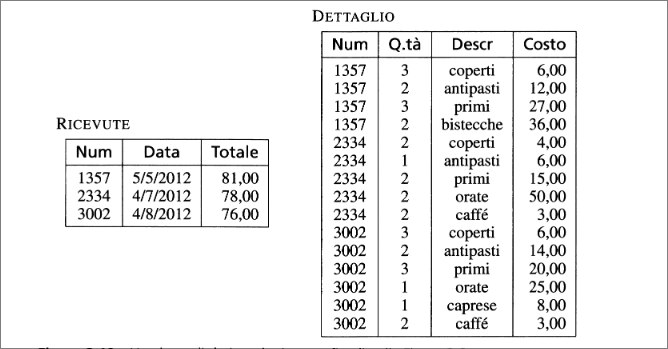 DETTAGLIO
Num Q.tà Descr Costo
1357 3 coperti 6,00
1357 2 antipasti 12,00
1357 3 primi 27,00
1357 2 bistecche 36,00
2334 2 coperti 4,00
2334 1 antipasti 6,00
2334 2 primi 15,00
2334 2 orate 50,00
2334 2 caffé 3,00
3002 3 coperti 6,00
3002 2 antipasti 14,00
3002 3 primi 20,00
3002 1 orate 25,00
3002 1 caprese 8,00
3002 2 caffé 3,00
RICEVUTE
Num Data Totale
1357 5/5/2012 81,00
2334 4/7/2012 78,00
3002 4/8/2012 76,00